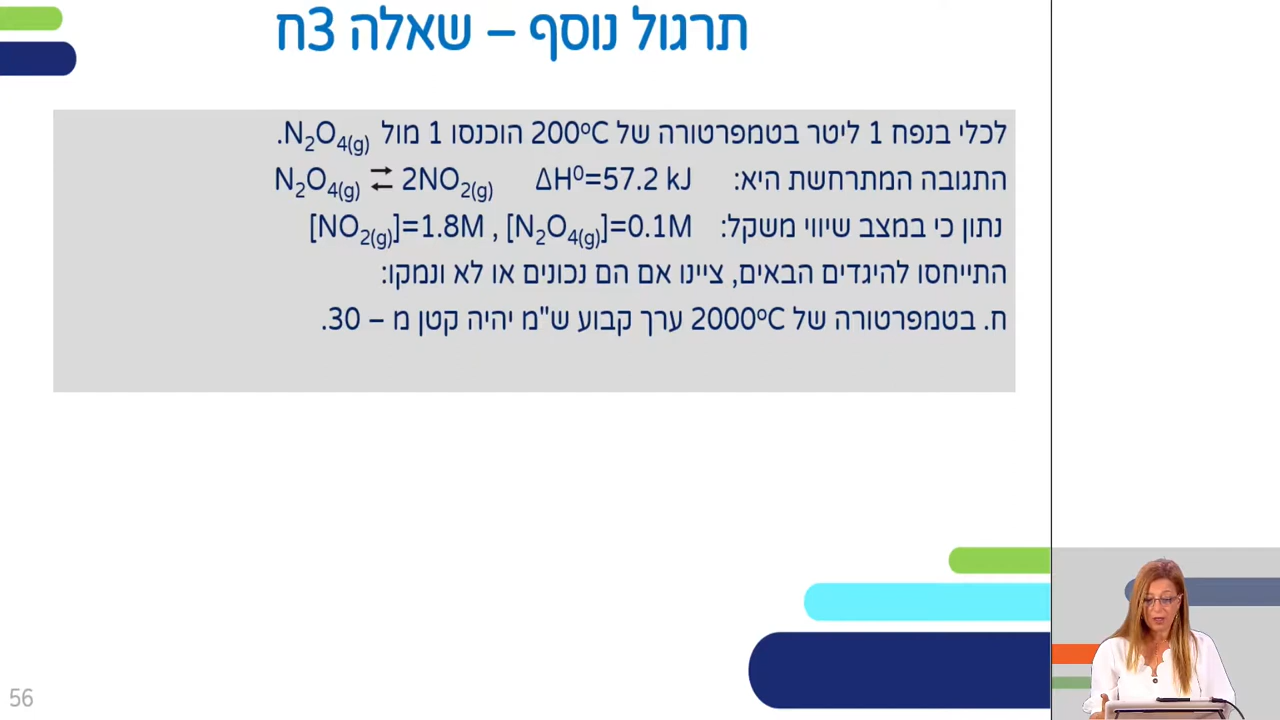 תרגול נוסף – שאלה 3ח
לכלי בנפח 1 ליטר בטמפרטורה של 200⁰C הוכנסו 1 מול N₂O₄(g).
התגובה המתרחשת היא: N₂O₄(g) ⇄ 2NO₂(g) ΔH⁰=57.2 kJ
נתון כי במצב שיווי משקל: [NO₂(g)]=1.8M , [N₂O₄(g)]=0.1M
התייחסו להיגדים הבאים, ציינו אם הם נכונים או לא ונמקו:
ח. בטמפרטורה של 2000⁰C ערך קבוע ש"מ יהיה קטן מ – 30.
56